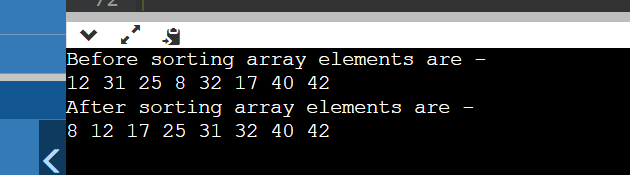 72
Before sorting array elements are -
12 31 25 8 32 17 40 42
After sorting array elements are -
8 12 17 25 31 32 40 42